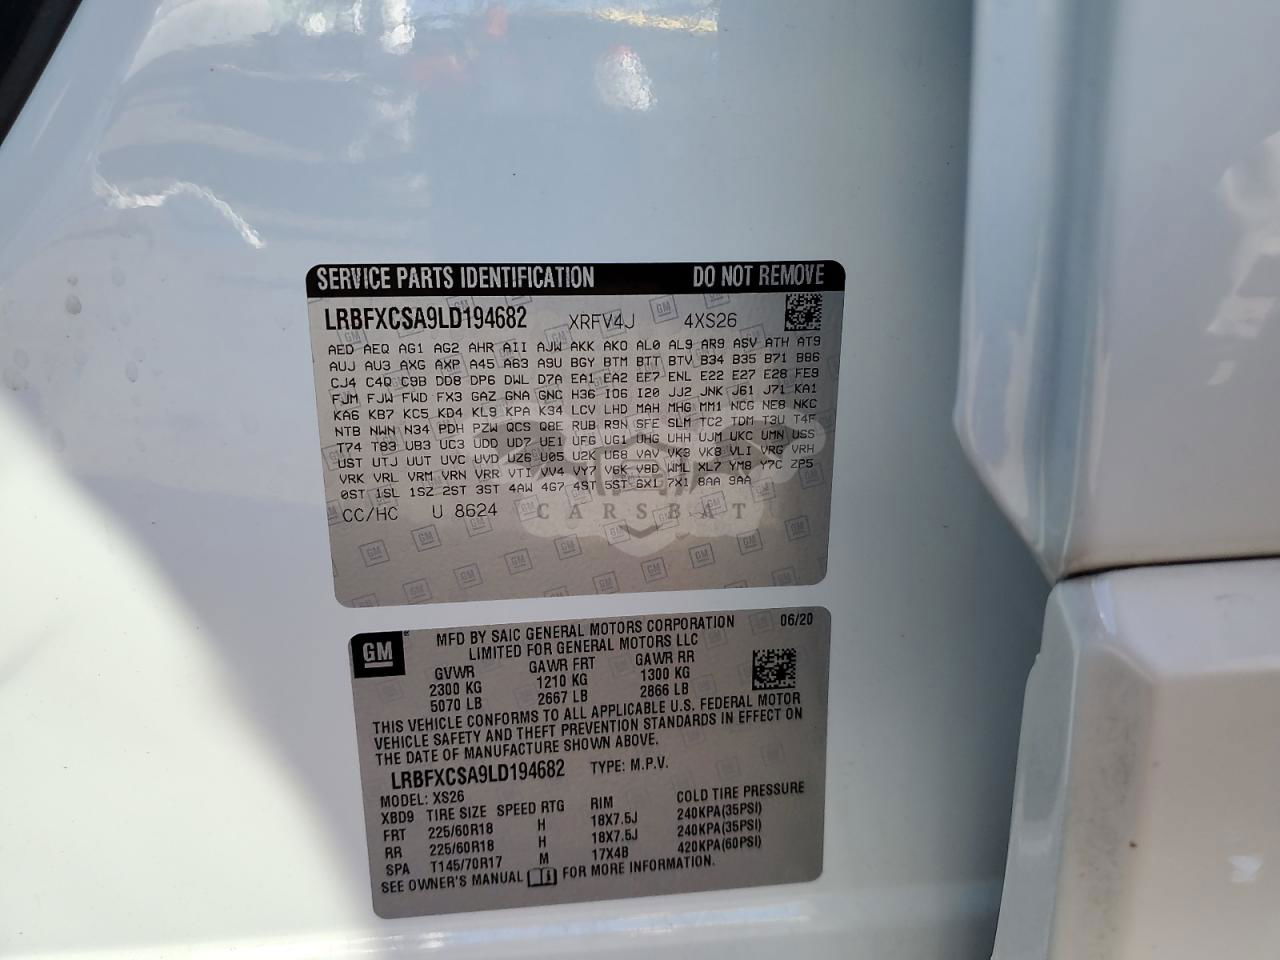 SERVICE PARTS IDENTIFICATION DO NOT REMOVE
LRBFXCSA9LD194682 XRFV4J 4XS26
AED AEQ AG1 AG2 AHR AII AJW AKK AKO AL0 AL9 AR9 ASV ATH AT9
AUJ AU3 AXG AXP A45 A63 A9U BGY BTM BTT BTV B34 B35 B71 B86
CJ4 C4Q C9B DD8 DP6 DWL D7A EA1 EA2 EF7 ENL E22 E27 E28 FE9
FJM FJW FWD FX3 GAZ GNA GNC H36 IO6 I20 JJ2 JNK J61 J71 KA1
KA6 KB7 KC5 KD4 KL9 KPA K34 LCV LHD MAH MHG MM1 NCG NE8 NKC
NTB NWN N34 PDH PZW QCS Q8E RUB R9N SFE SLM TC2 TDM T3U T4F
T74 T83 UB3 UC3 UDD UD7 UE1 UFG UG1 UHG UHH UJM UKC UMN USS
UST UTJ UUT UVC UVD UZ6 U05 U2K U68 VAV VK3 VK8 VLI VRG VRH
VRK VRL VRM VRN VRR VTI VV4 VY7 V6K V8D WML XL7 YM8 Y7C ZP5
0ST 1SL 1SZ 2ST 3ST 4AW 4G7 4ST 5ST 6X1 7X1 8AA 9AA
CC/HC U 8624
CARSBAT
GM
MFD BY SAIC GENERAL MOTORS CORPORATION 06/20
LIMITED FOR GENERAL MOTORS LLC
GVWR GAWR FRT GAWR RR
2300 KG 1210 KG 1300 KG
5070 LB 2667 LB 2866 LB
THIS VEHICLE CONFORMS TO ALL APPLICABLE U.S. FEDERAL MOTOR
VEHICLE SAFETY AND THEFT PREVENTION STANDARDS IN EFFECT ON
THE DATE OF MANUFACTURE SHOWN ABOVE.
LRBFXCSA9LD194682 TYPE: M.P.V.
MODEL: XS26
XBD9 TIRE SIZE SPEED RTG RIM COLD TIRE PRESSURE
FRT 225/60R18 H 18X7.5J 240KPA(35PSI)
RR 225/60R18 H 18X7.5J 240KPA(35PSI)
SPA T145/70R17 M 17X4B 420KPA(60PSI)
SEE OWNER'S MANUAL FOR MORE INFORMATION.